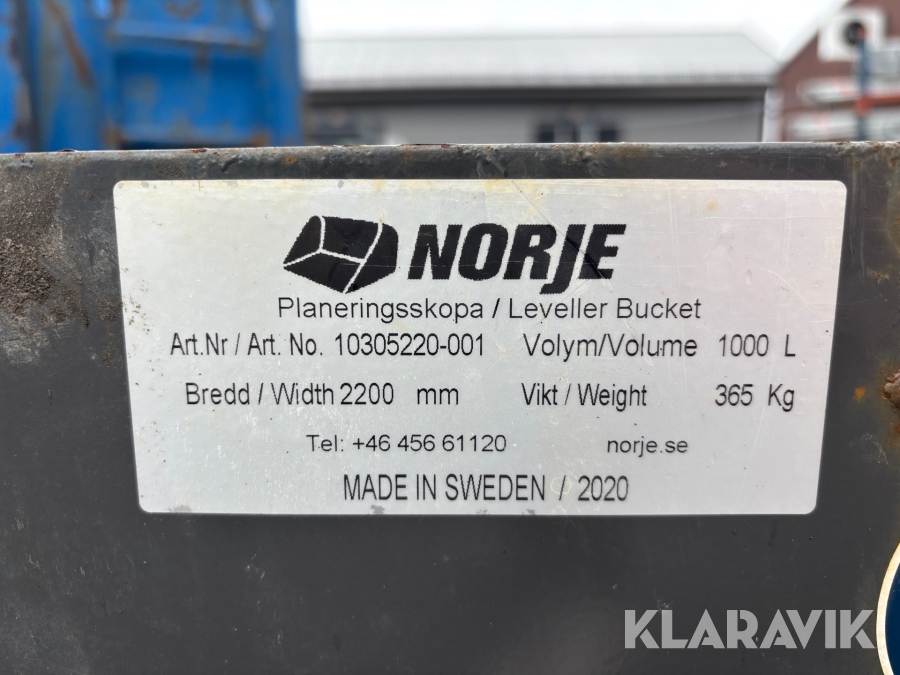 NORJE
Planeringsskopa / Leveller Bucket
Art.Nr / Art. No. 10305220-001 Volym/Volume 1000 L
Bredd / Width 2200 mm Vikt / Weight 365 Kg
Tel: +46 456 61120 norje.se
MADE IN SWEDEN / 2020
KLARAVIK